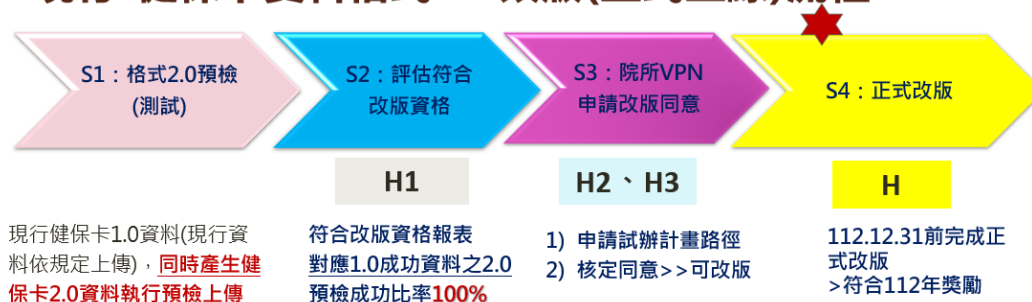 S1：格式2.0預檢
(測試)
S2：評估符合
改版資格
S3：院所VPN
申請改版同意
S4：正式改版
H1
H2、H3
H
現行健保卡1.0資料(現行資
料依規定上傳)，同時產生健
保卡2.0資料執行預檢上傳
符合改版資格報表
對應1.0成功資料之2.0
預檢成功比率100%
1) 申請試辦計畫路徑
2) 核定同意>>可改版
112.12.31前完成正
式改版
>符合112年獎勵